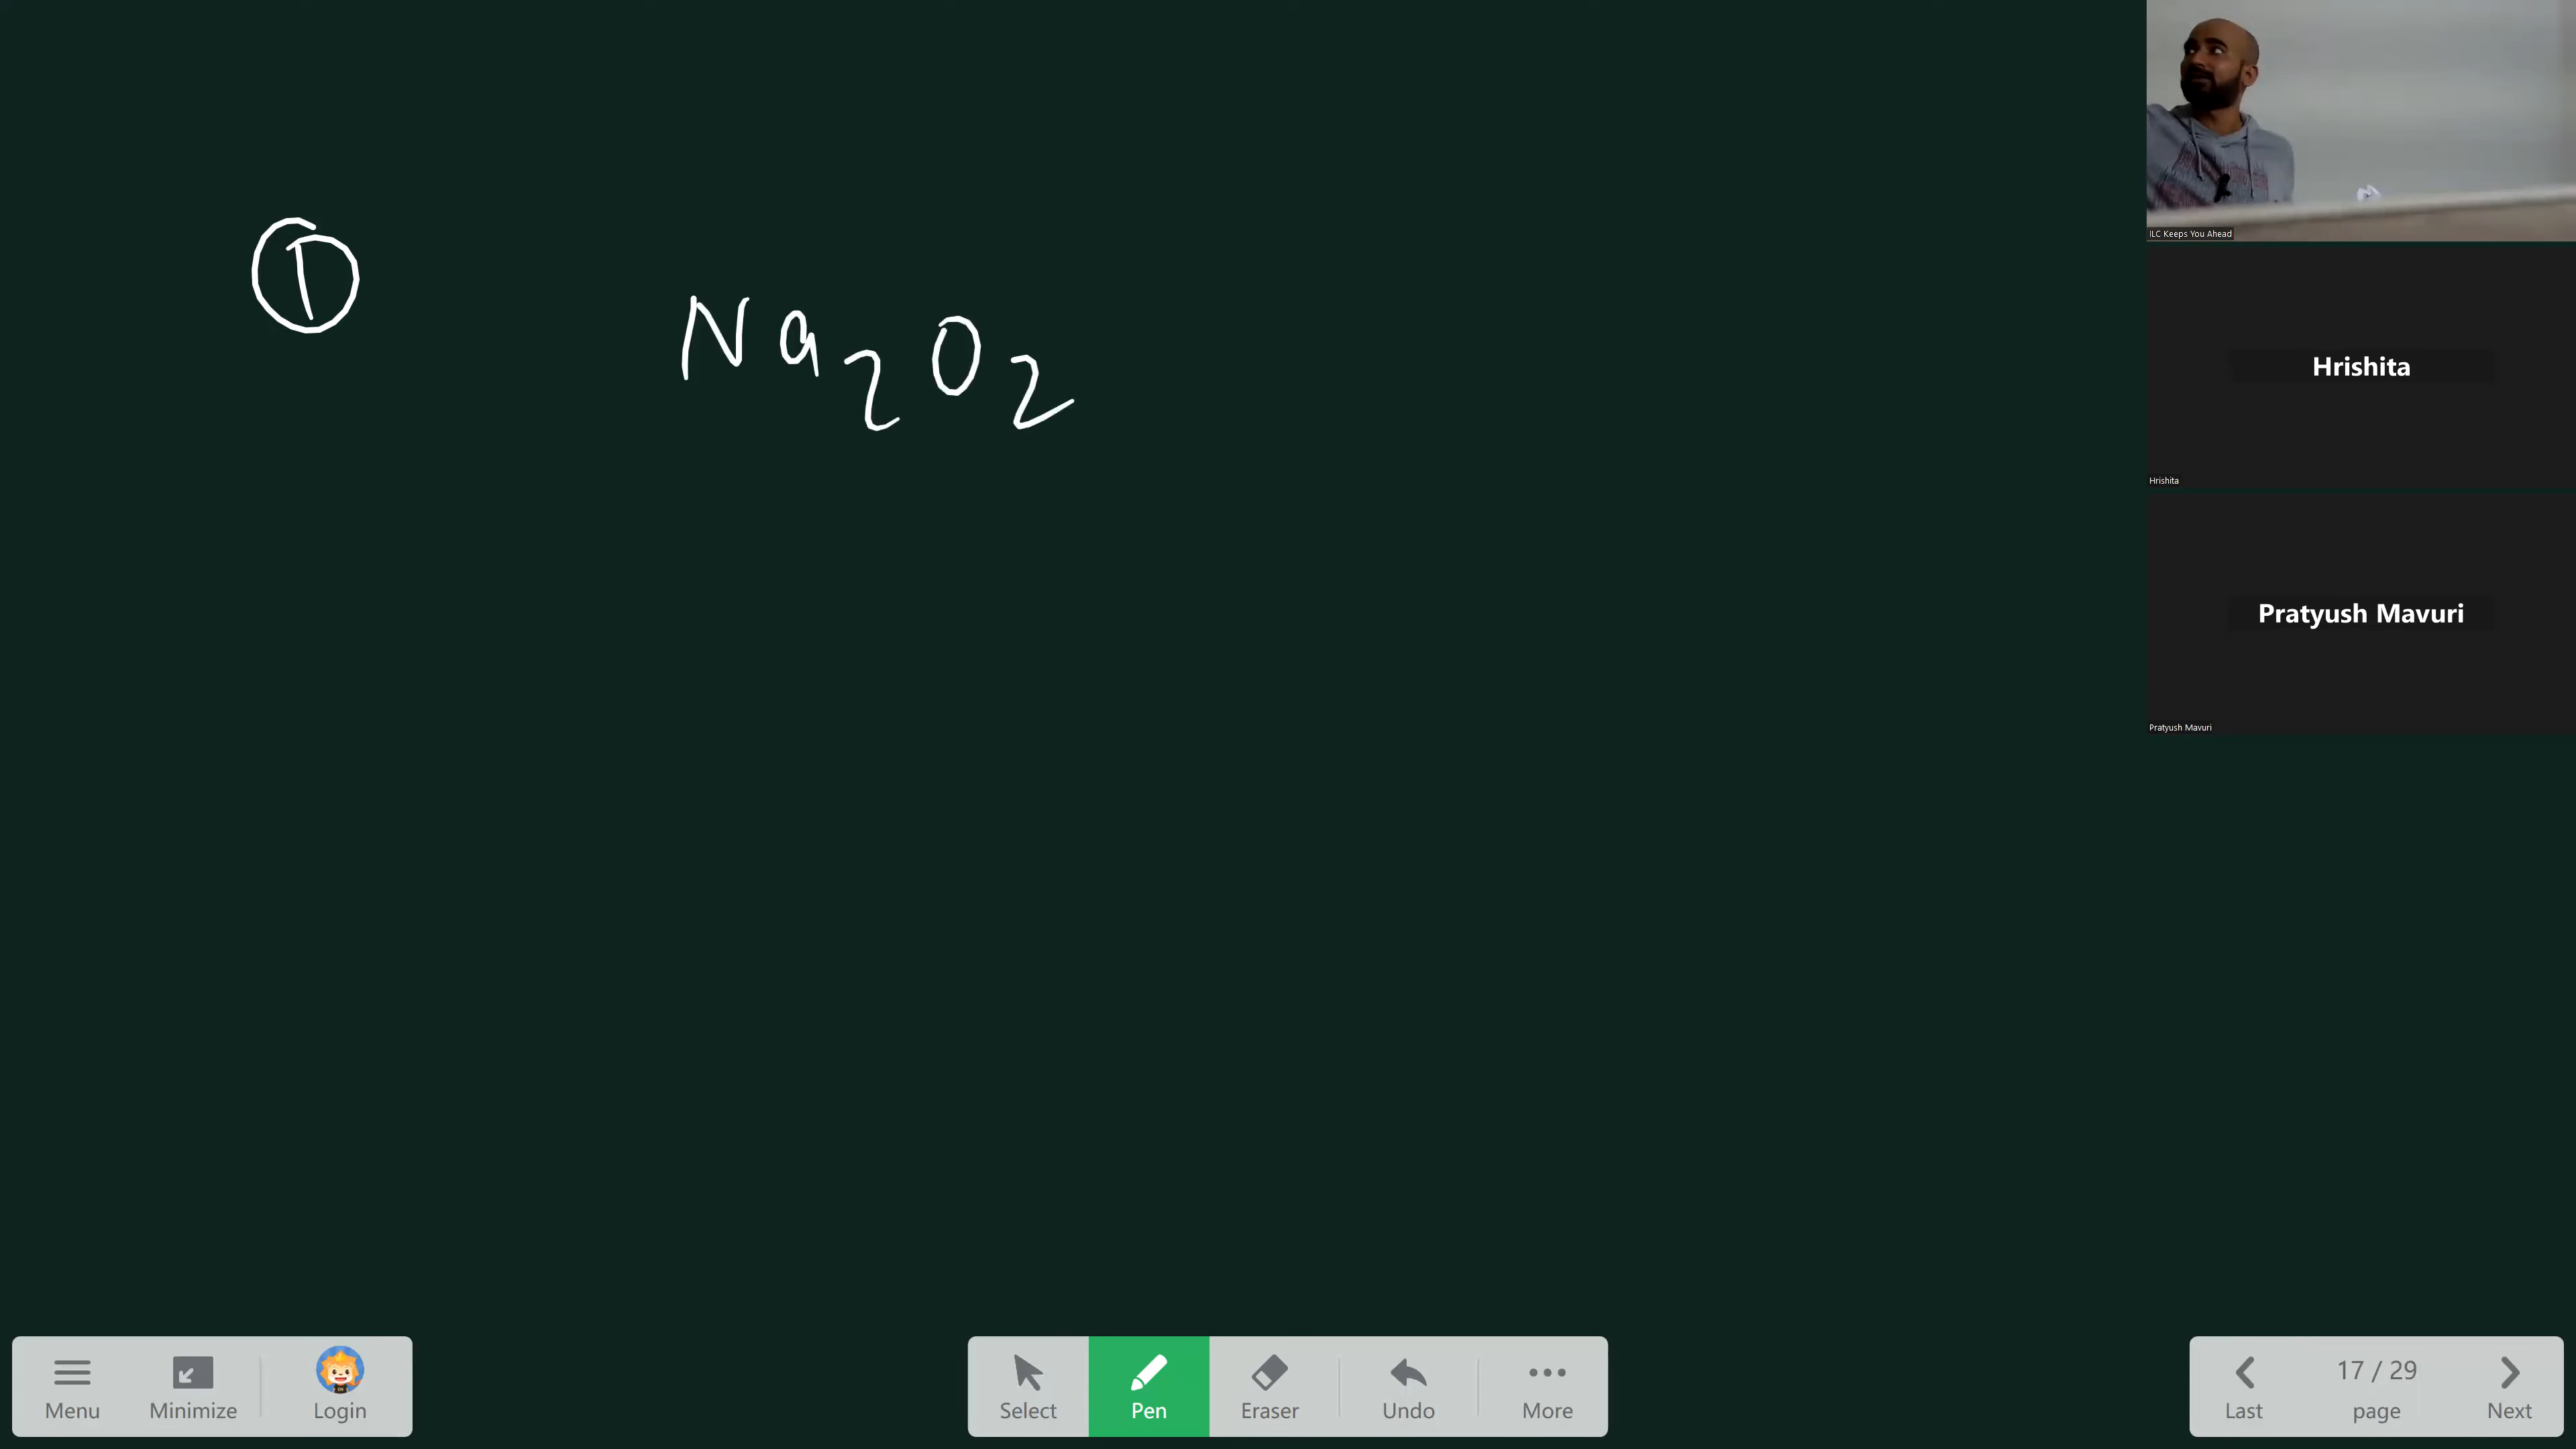 ①
Na₂O₂
ILC Keeps You Ahead
Hrishita
Hrishita
Pratyush Mavuri
Pratyush Mavuri
Menu Minimize Login
Select Pen Eraser Undo More
17 / 29
Last page Next